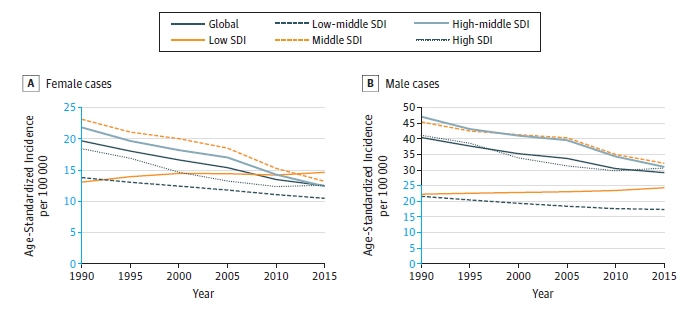 Global Low-middle SDI High-middle SDI
Low SDI Middle SDI High SDI
A Female cases
Age-Standardized Incidence
per 100 000
25
20
15
10
5
0
1990 1995 2000 2005 2010 2015
Year
B Male cases
Age-Standardized Incidence
per 100 000
50
45
40
35
30
25
20
15
10
5
0
1990 1995 2000 2005 2010 2015
Year